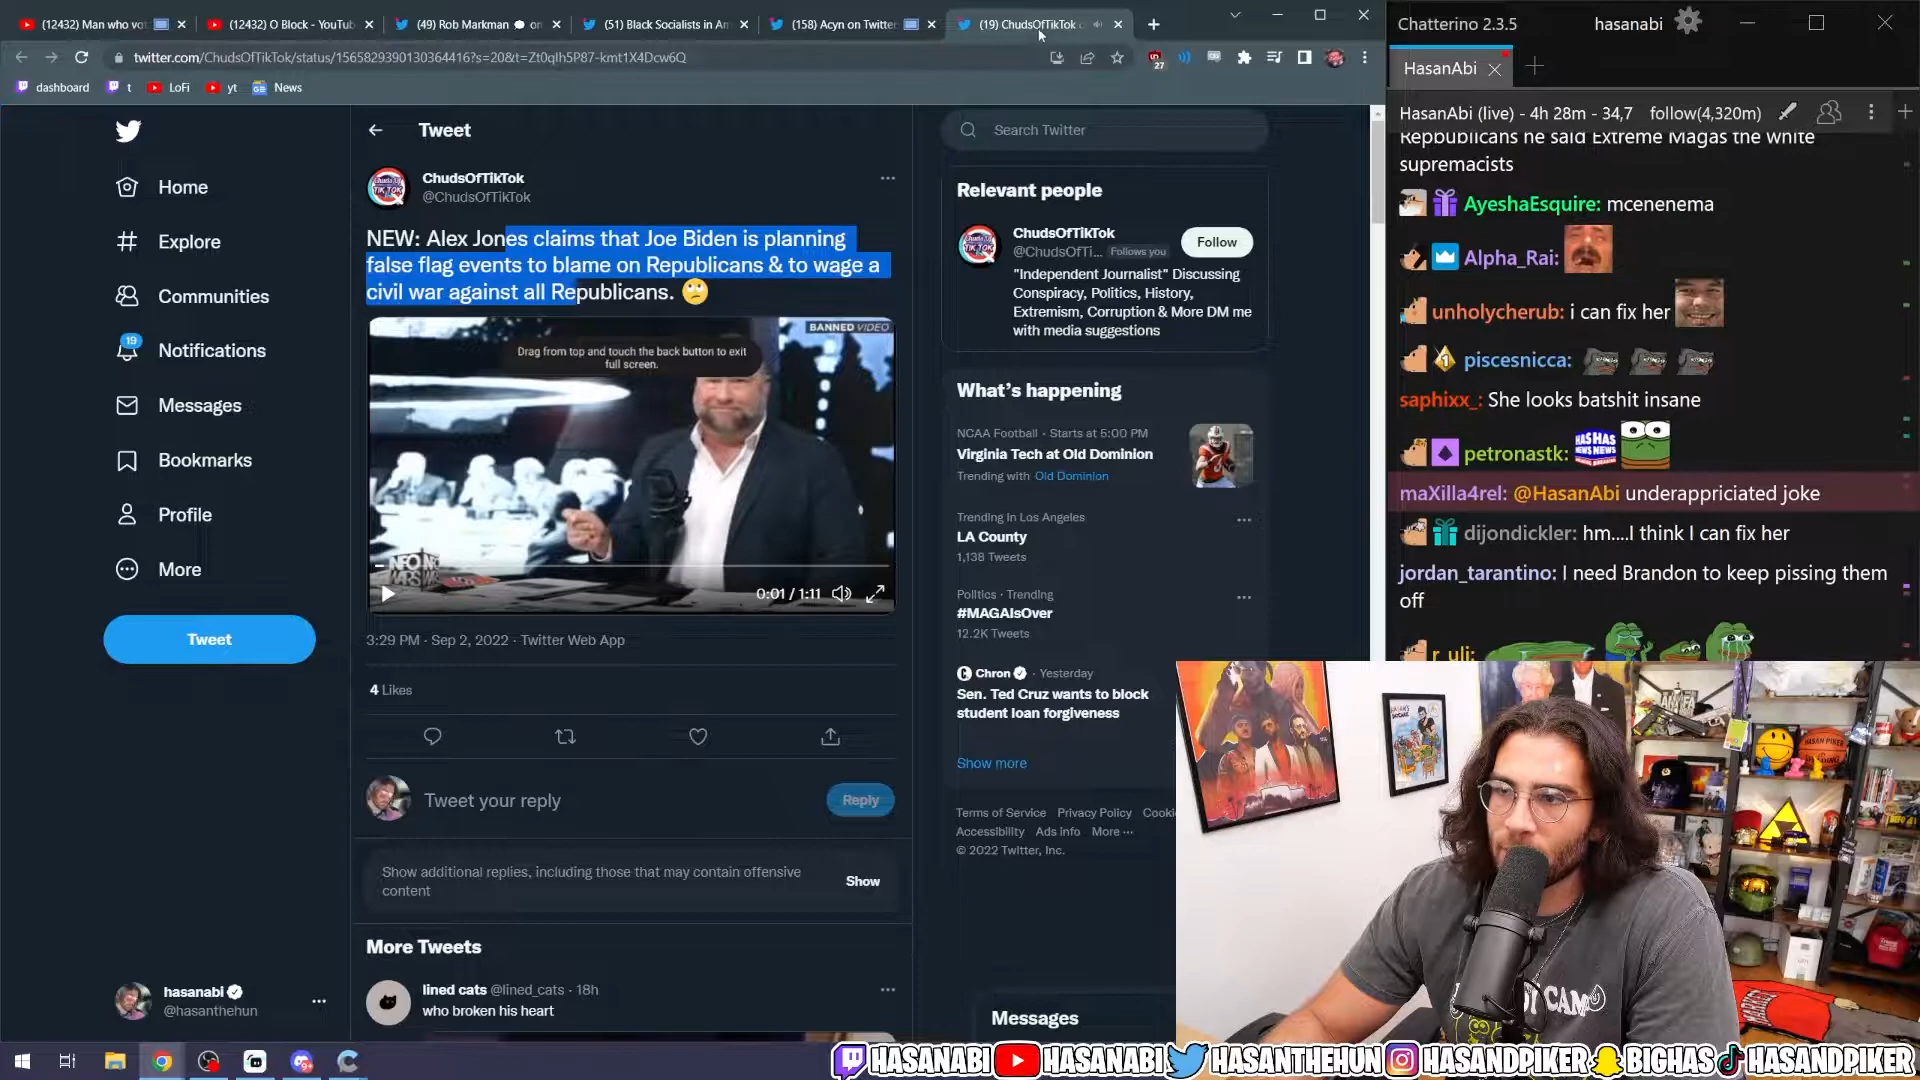 (12432) Man who vot
(12432) O Block - YouTub
(49) Rob Markman on
(51) Black Socialists in Am
(158) Acyn on Twitter
(19) ChudsOfTikTok
twitter.com/ChudsOfTikTok/status/1565829390130364416?s=20&t=Zt0qIh5P87-kmt1X4Dcw6Q
27
dashboard
t
LoFi
yt
News
Home
Explore
Communities
19
Notifications
Messages
Bookmarks
Profile
More
Tweet
hasanabi
@hasanthehun
Tweet
ChudsOfTikTok
@ChudsOfTikTok
NEW: Alex Jones claims that Joe Biden is planning
false flag events to blame on Republicans & to wage a
civil war against all Republicans. 🙄
BANNED.VIDEO
Drag from top and touch the back button to exit
full screen.
INFO
WARS
0:01 / 1:11
3:29 PM · Sep 2, 2022 · Twitter Web App
4 Likes
Tweet your reply
Reply
Show additional replies, including those that may contain offensive
content
Show
More Tweets
lined cats @lined_cats · 18h
who broken his heart
Search Twitter
Relevant people
ChudsOfTikTok
@ChudsOfTi... Follows you
Follow
"Independent Journalist" Discussing
Conspiracy, Politics, History,
Extremism, Corruption & More DM me
with media suggestions
What's happening
NCAA Football · Starts at 5:00 PM
Virginia Tech at Old Dominion
Trending with Old Dominion
Trending in Los Angeles
LA County
1,138 Tweets
Politics · Trending
#MAGAIsOver
12.2K Tweets
Chron · Yesterday
Sen. Ted Cruz wants to block
student loan forgiveness
Show more
Terms of Service Privacy Policy Cookie
Accessibility Ads info More ···
© 2022 Twitter, Inc.
Messages
Chatterino 2.3.5
hasanabi
HasanAbi
HasanAbi (live) - 4h 28m - 34,7 follow(4,320m)
Repbublicans he said Extreme Magas the white
supremacists
AyeshaEsquire: mcenenema
Alpha_Rai:
unholycherub: i can fix her
piscesnicca:
saphixx_: She looks batshit insane
petronastk: HASHAS NEWS NEWS
maXilla4rel: @HasanAbi underappriciated joke
dijondickler: hm....I think I can fix her
jordan_tarantino: I need Brandon to keep pissing them
off
r_uli:
HASANABI HASANABI HASANTHEHUN HASANDPIKER BIGHAS HASANDPIKER